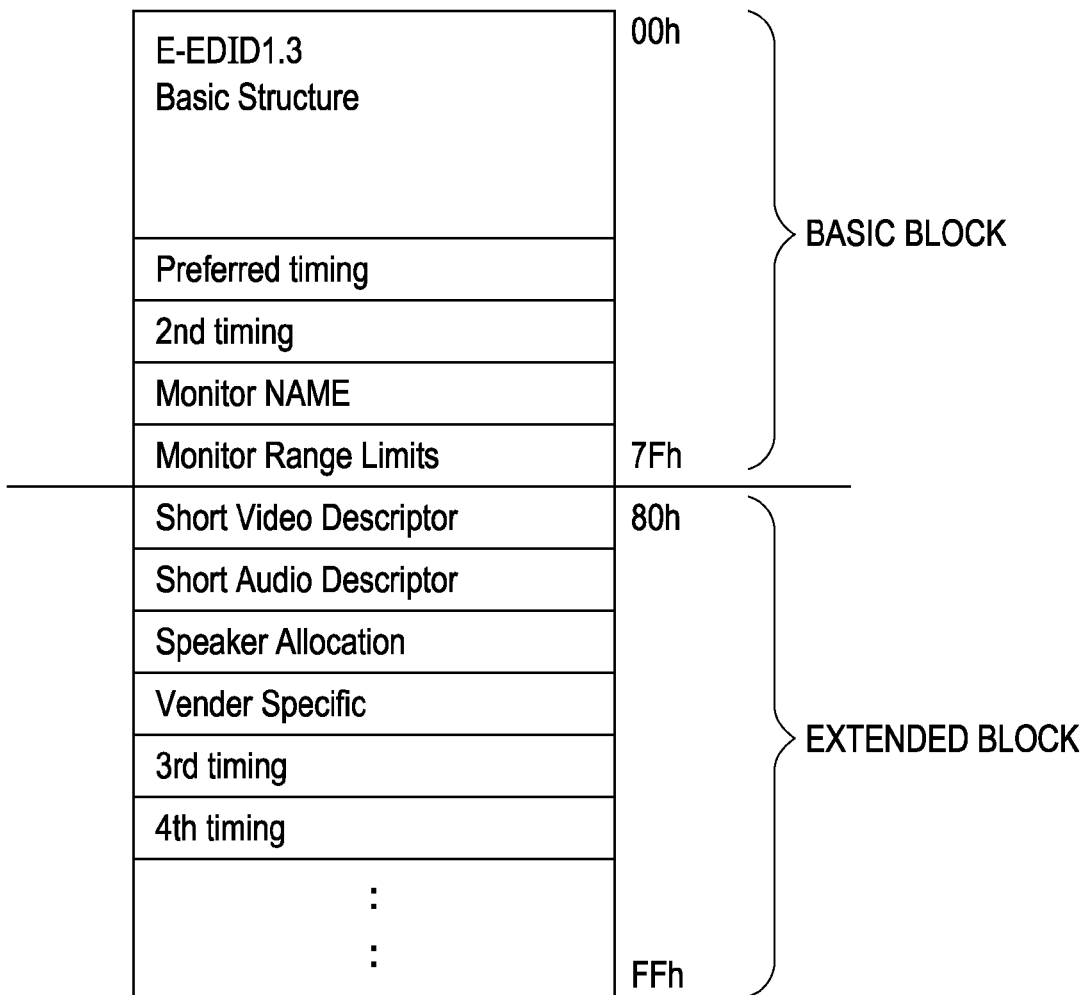 E-EDID1.3
Basic Structure
00h
Preferred timing
2nd timing
Monitor NAME
Monitor Range Limits
7Fh
BASIC BLOCK
Short Video Descriptor
80h
Short Audio Descriptor
Speaker Allocation
Vender Specific
3rd timing
4th timing
:
:
FFh
EXTENDED BLOCK